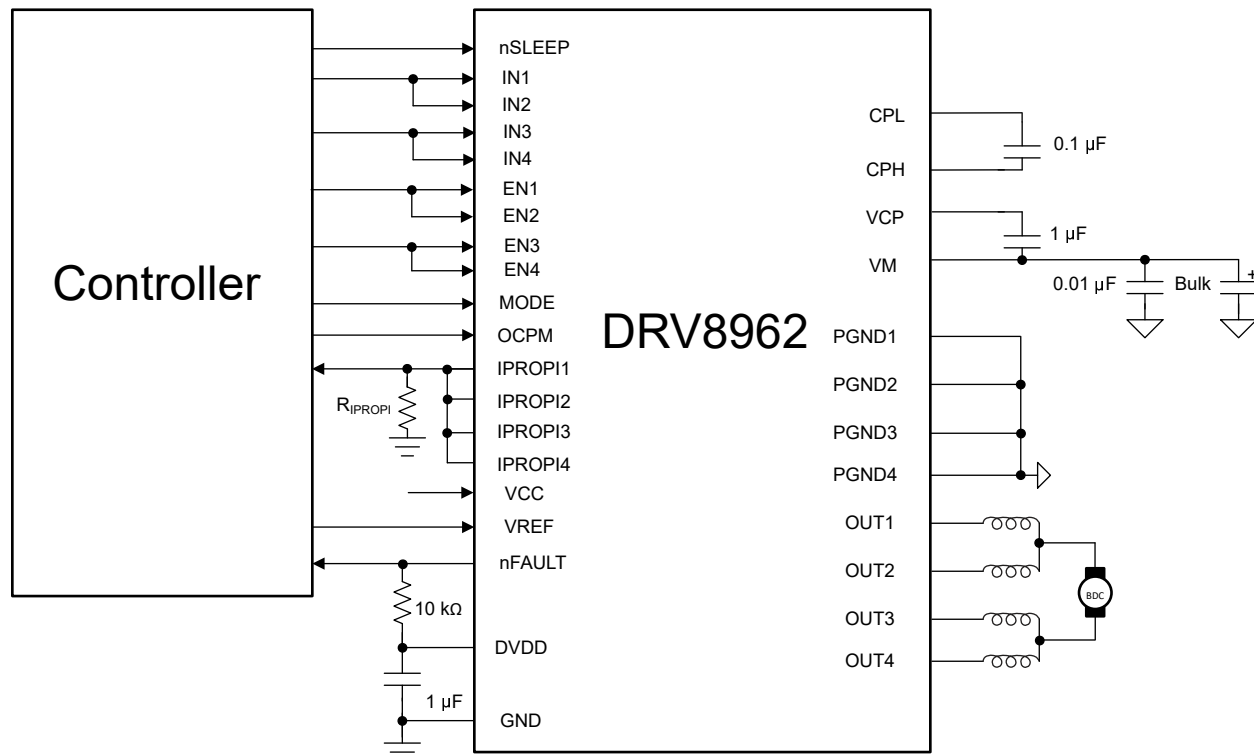 Controller
nSLEEP
IN1
IN2
IN3
IN4
EN1
EN2
EN3
EN4
MODE
OCPM
IPROPI1
IPROPI2
IPROPI3
IPROPI4
VCC
VREF
nFAULT
DVDD
GND
RIPROPI
10 kΩ
1 µF
DRV8962
CPL
CPH
VCP
VM
PGND1
PGND2
PGND3
PGND4
OUT1
OUT2
OUT3
OUT4
0.1 µF
1 µF
0.01 µF
Bulk
+
BDC